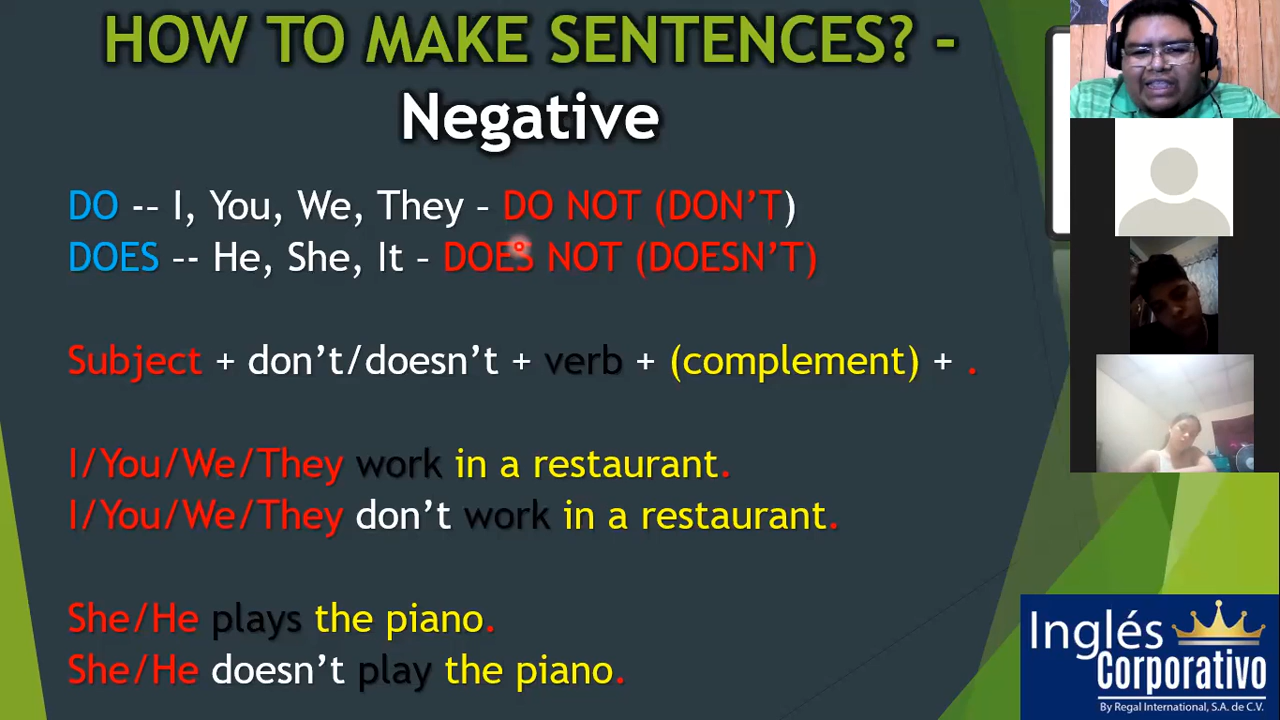 HOW TO MAKE SENTENCES? -
Negative
DO -- I, You, We, They – DO NOT (DON'T)
DOES -- He, She, It – DOES NOT (DOESN'T)
Subject + don't/doesn't + verb + (complement) + .
I/You/We/They work in a restaurant.
I/You/We/They don't work in a restaurant.
She/He plays the piano.
She/He doesn't play the piano.
Inglés
Corporativo
By Regal International, S.A. de C.V.